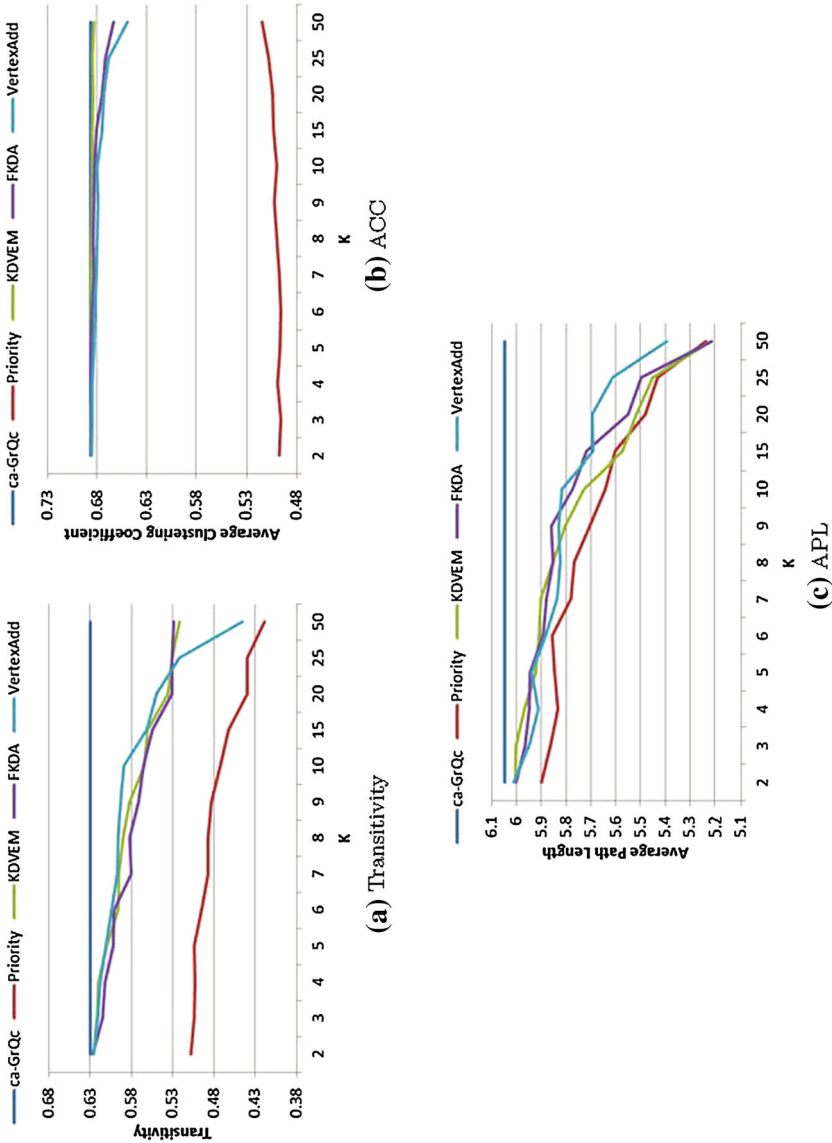 ca-GrQc Priority KDVEM FKDA VertexAdd
0.68
0.63
0.58
0.53
0.48
0.43
0.38
Transitivity
2 3 4 5 6 7 8 9 10 15 20 25 50
K
(a) Transitivity
ca-GrQc Priority KDVEM FKDA VertexAdd
0.73
0.68
0.63
0.58
0.53
0.48
Average Clustering Coefficient
2 3 4 5 6 7 8 9 10 15 20 25 50
K
(b) ACC
ca-GrQc Priority KDVEM FKDA VertexAdd
6.1
6
5.9
5.8
5.7
5.6
5.5
5.4
5.3
5.2
5.1
Average Path Length
2 3 4 5 6 7 8 9 10 15 20 25 50
K
(c) APL